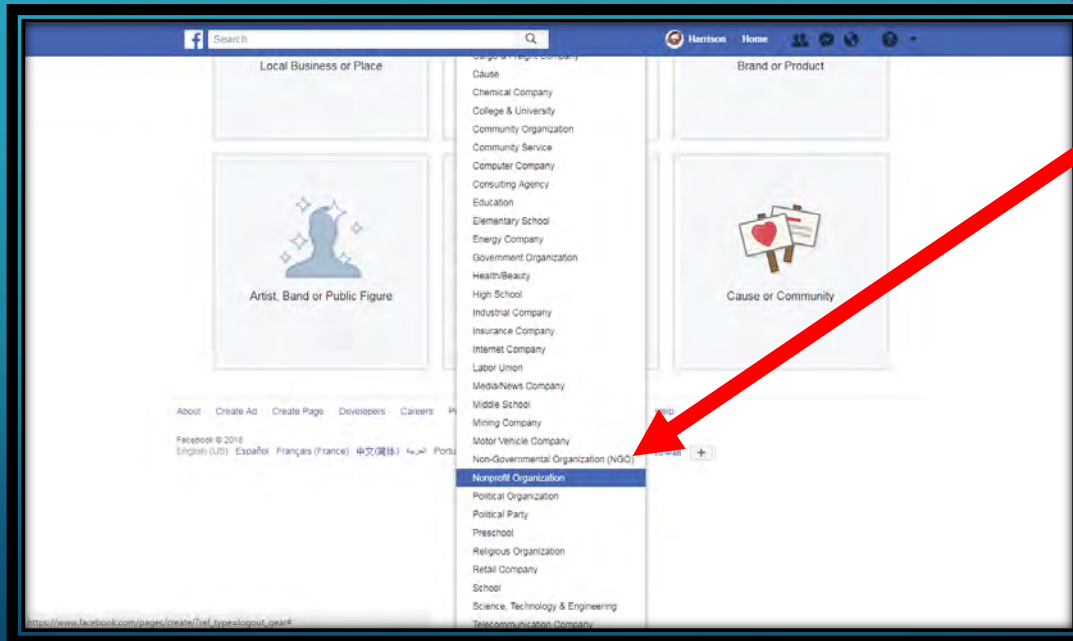 f Search Harrison Home
Local Business or Place
Brand or Product
Cargo & Freight Company
Cause
Chemical Company
College & University
Community Organization
Community Service
Computer Company
Consulting Agency
Education
Elementary School
Energy Company
Government Organization
Health/Beauty
High School
Industrial Company
Insurance Company
Internet Company
Labor Union
Media/News Company
Middle School
Mining Company
Motor Vehicle Company
Non-Governmental Organization (NGO)
Nonprofit Organization
Political Organization
Political Party
Preschool
Religious Organization
Retail Company
School
Science, Technology & Engineering
Telecommunication Company
Artist, Band or Public Figure
Cause or Community
About Create Ad Create Page Developers Careers Help
Facebook © 2018
English (US) Español Français (France) 中文(简体) العربية Portu +
https://www.facebook.com/pages/create/?ref_type=logout_gear#